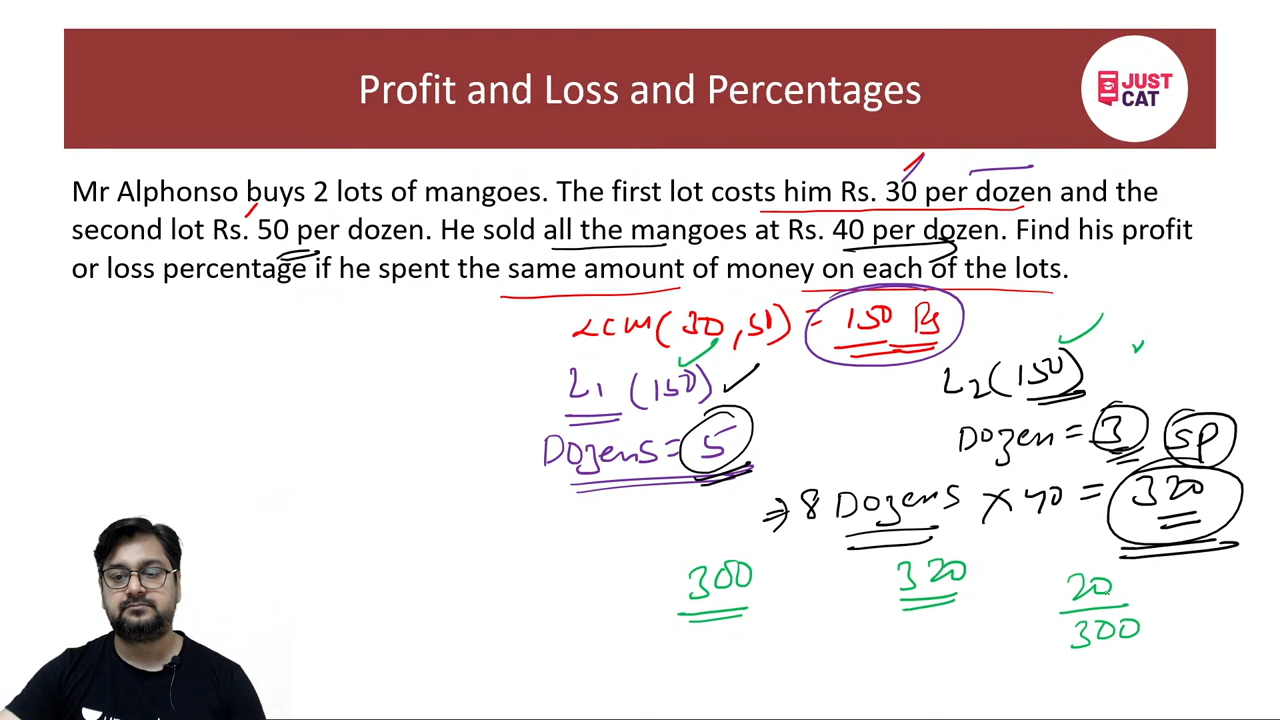 Profit and Loss and Percentages
JUST
CAT
Mr Alphonso buys 2 lots of mangoes. The first lot costs him Rs. 30 per dozen and the
second lot Rs. 50 per dozen. He sold all the mangoes at Rs. 40 per dozen. Find his profit
or loss percentage if he spent the same amount of money on each of the lots.
LCM(30,50) = 150 Rs
L1 (150)
L2(150)
Dozens = 5
Dozen = 3 SP
⇒ 8 Dozens × 40 = 320
300 320 20
300